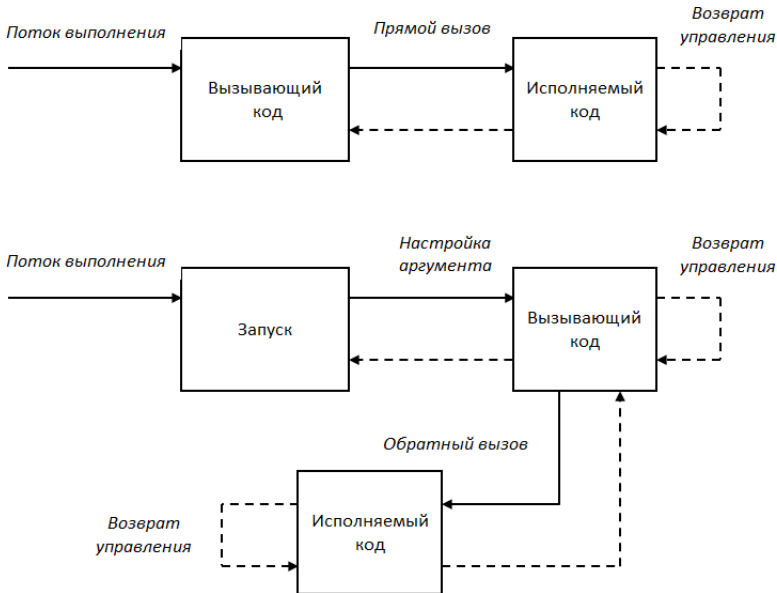 Поток выполнения
Прямой вызов
Возврат
управления
Вызывающий
код
Исполняемый
код
Поток выполнения
Настройка
аргумента
Возврат
управления
Запуск
Вызывающий
код
Обратный вызов
Возврат
управления
Исполняемый
код